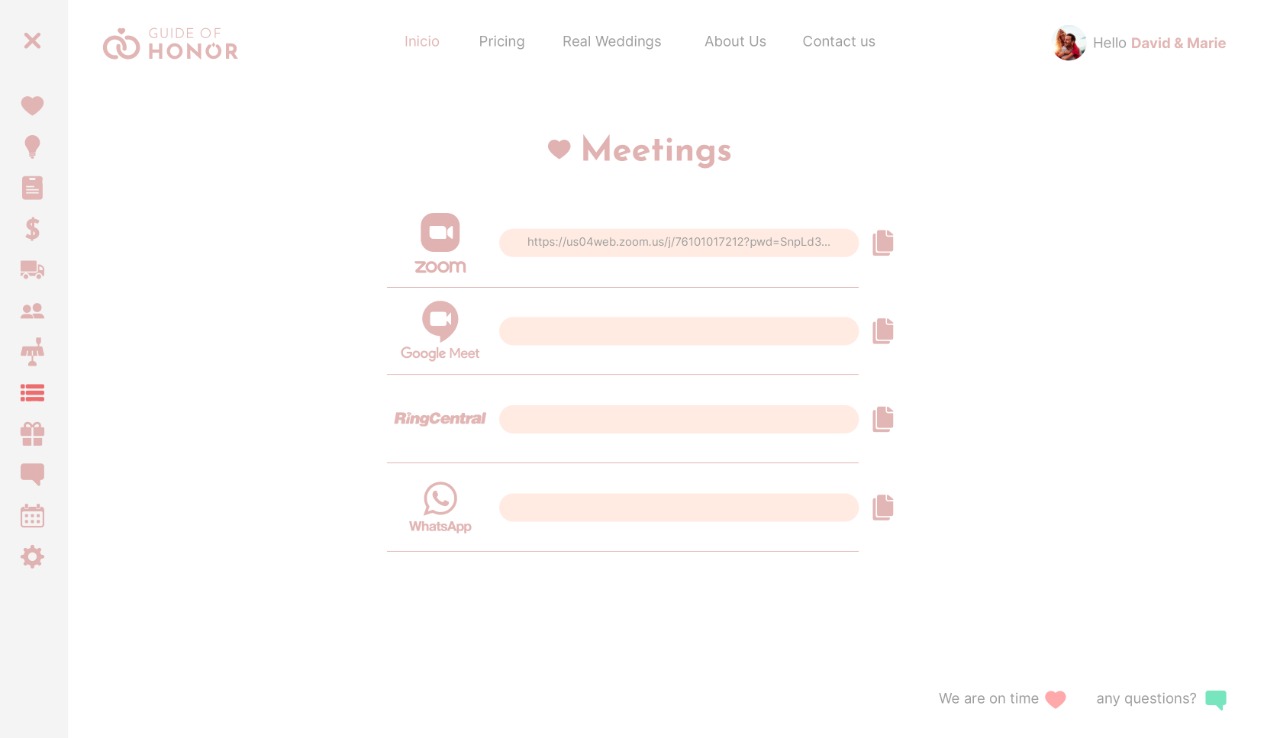 GUIDE OF
HONOR
Inicio
Pricing
Real Weddings
About Us
Contact us
Hello David & Marie
Meetings
zoom
https://us04web.zoom.us/j/76101017212?pwd=SnpLd3...
Google Meet
RingCentral
WhatsApp
We are on time
any questions?